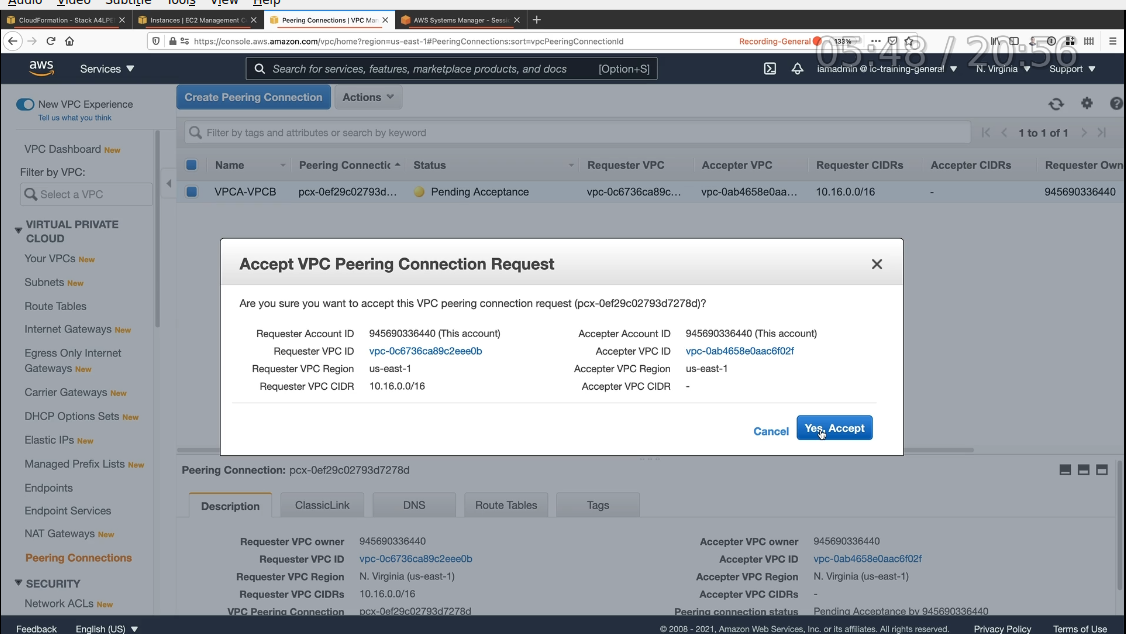 Audio Video Subtitle Tools View Help
CloudFormation - Stack A4LPE
Instances | EC2 Management C
Peering Connections | VPC Ma
AWS Systems Manager - Sessi
https://console.aws.amazon.com/vpc/home?region=us-east-1#PeeringConnections:sort=vpcPeeringConnectionId
Recording-General
133%
05:48 / 20:56
aws
Services
Search for services, features, marketplace products, and docs [Option+S]
iamadmin @ ic-training-general
N. Virginia
Support
New VPC Experience
Tell us what you think
Create Peering Connection
Actions
Filter by tags and attributes or search by keyword
1 to 1 of 1
VPC Dashboard New
Filter by VPC:
Select a VPC
Name Peering Connectic Status Requester VPC Accepter VPC Requester CIDRs Accepter CIDRs Requester Own
VPCA-VPCB pcx-0ef29c02793d... Pending Acceptance vpc-0c6736ca89c... vpc-0ab4658e0aa... 10.16.0.0/16 - 945690336440
VIRTUAL PRIVATE
CLOUD
Your VPCs New
Subnets New
Route Tables
Internet Gateways New
Egress Only Internet
Gateways New
Carrier Gateways New
DHCP Options Sets New
Elastic IPs New
Managed Prefix Lists New
Endpoints
Endpoint Services
NAT Gateways New
Peering Connections
SECURITY
Network ACLs New
Accept VPC Peering Connection Request
Are you sure you want to accept this VPC peering connection request (pcx-0ef29c02793d7278d)?
Requester Account ID 945690336440 (This account) Accepter Account ID 945690336440 (This account)
Requester VPC ID vpc-0c6736ca89c2eee0b Accepter VPC ID vpc-0ab4658e0aac6f02f
Requester VPC Region us-east-1 Accepter VPC Region us-east-1
Requester VPC CIDR 10.16.0.0/16 Accepter VPC CIDR -
Cancel Yes, Accept
Peering Connection: pcx-0ef29c02793d7278d
Description ClassicLink DNS Route Tables Tags
Requester VPC owner 945690336440 Accepter VPC owner 945690336440
Requester VPC ID vpc-0c6736ca89c2eee0b Accepter VPC ID vpc-0ab4658e0aac6f02f
Requester VPC Region N. Virginia (us-east-1) Accepter VPC Region N. Virginia (us-east-1)
Requester VPC CIDRs 10.16.0.0/16 Accepter VPC CIDRs -
VPC Peering Connection pcx-0ef29c02793d7278d Peering connection status Pending Acceptance by 945690336440
Feedback English (US) © 2008 - 2021, Amazon Web Services, Inc. or its affiliates. All rights reserved. Privacy Policy Terms of Use